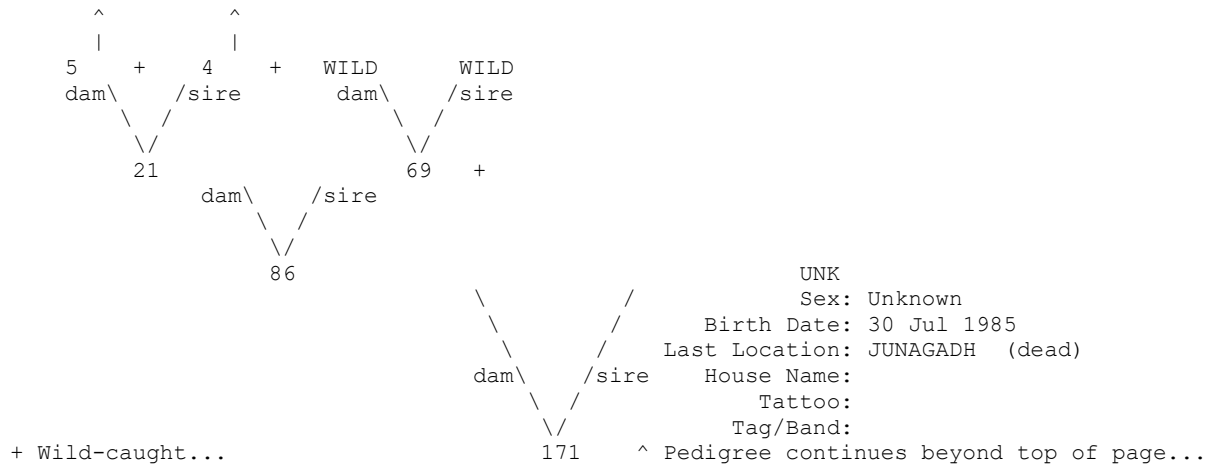 ^ ^
| |
5 + 4 + WILD WILD
dam\ /sire dam\ /sire
\ / \ /
\/ \/
21 69 +
dam\ /sire
\ /
\/
86 UNK
\ / Sex: Unknown
\ / Birth Date: 30 Jul 1985
\ / Last Location: JUNAGADH (dead)
dam\ /sire House Name:
\ / Tattoo:
\/ Tag/Band:
+ Wild-caught... 171 ^ Pedigree continues beyond top of page...